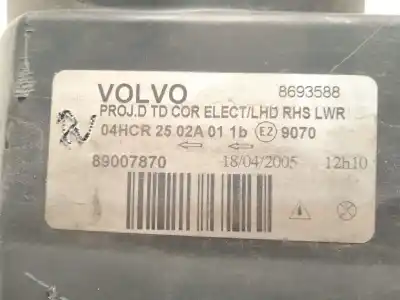 VOLVO 8693588
PROJ.D TD COR ELECT/LHD RHS LWR
04HCR 25 02A 01 1b E2 9070
89007870 18/04/2005 12h10